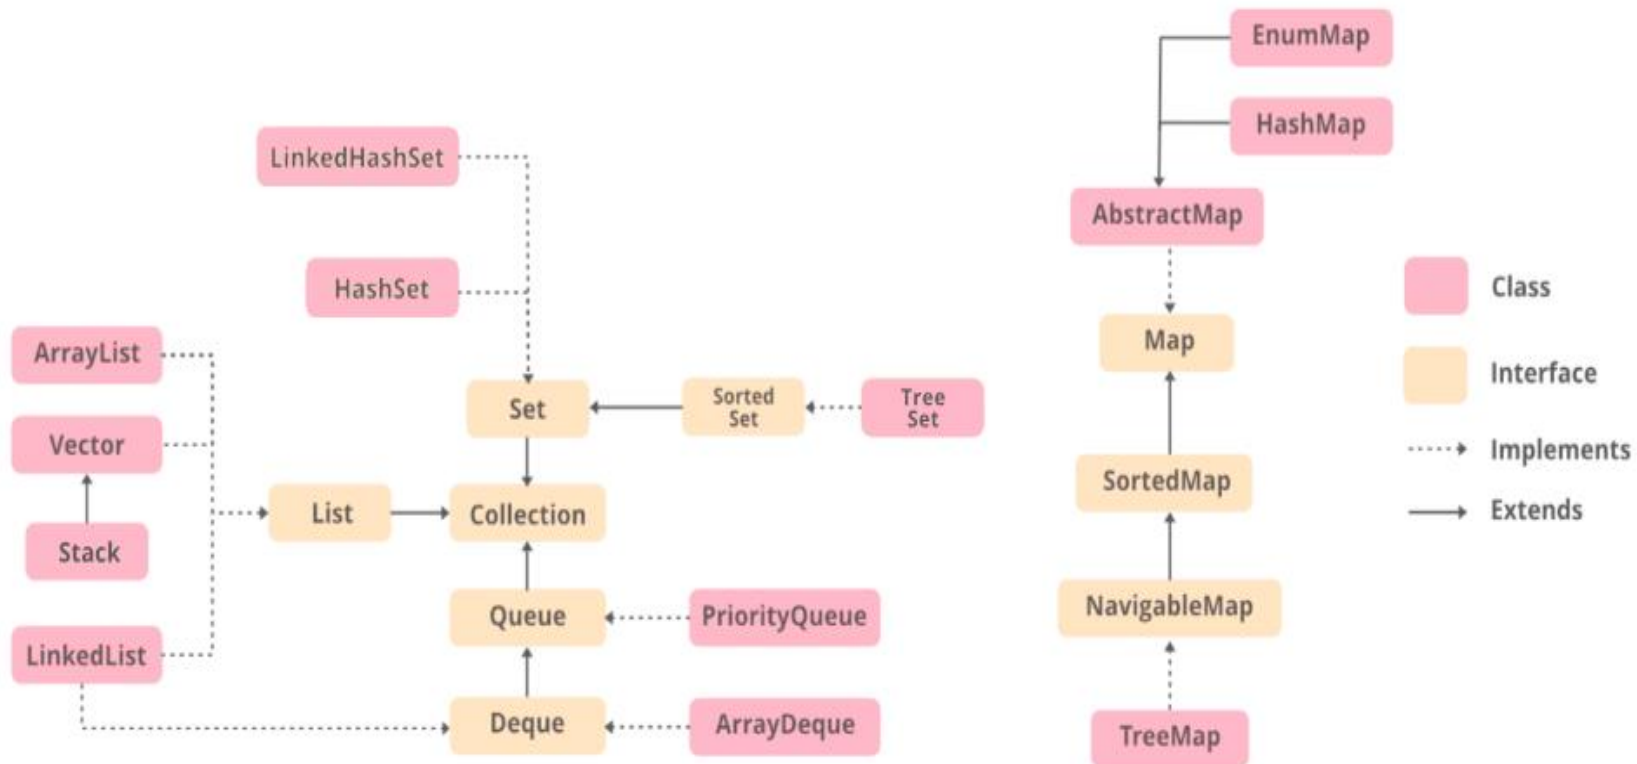 EnumMap
HashMap
LinkedHashSet
AbstractMap
HashSet
Class
ArrayList
Map
Interface
Set
Sorted
Set
Tree
Set
Vector
Implements
SortedMap
List
Collection
Extends
Stack
NavigableMap
Queue
PriorityQueue
LinkedList
Deque
ArrayDeque
TreeMap